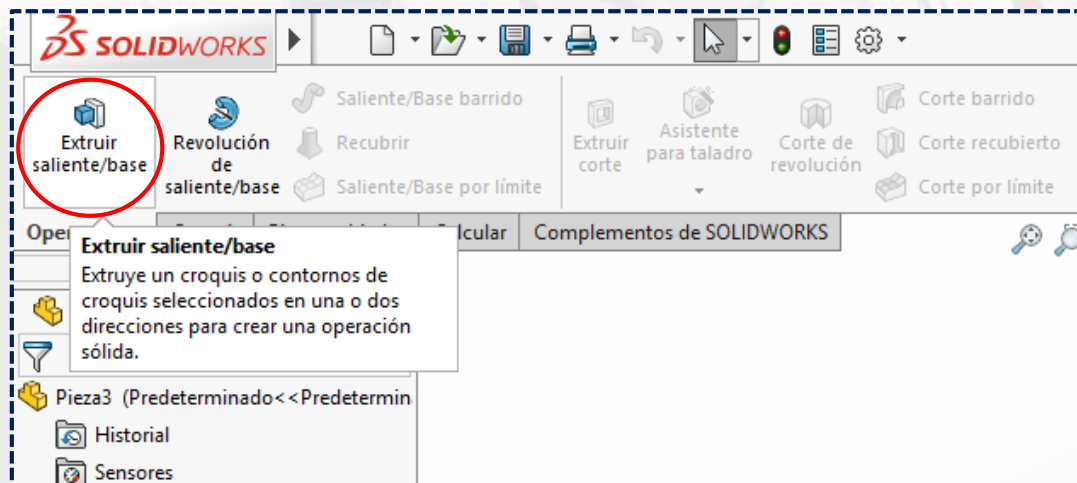 SOLIDWORKS
Extruir
saliente/base
Revolución
de
saliente/base
Saliente/Base barrido
Recubrir
Saliente/Base por límite
Extruir
corte
Asistente
para taladro
Corte de
revolución
Corte barrido
Corte recubierto
Corte por límite
Complementos de SOLIDWORKS
Extruir saliente/base
Extruye un croquis o contornos de
croquis seleccionados en una o dos
direcciones para crear una operación
sólida.
Pieza3 (Predeterminado<<Predetermin
Historial
Sensores